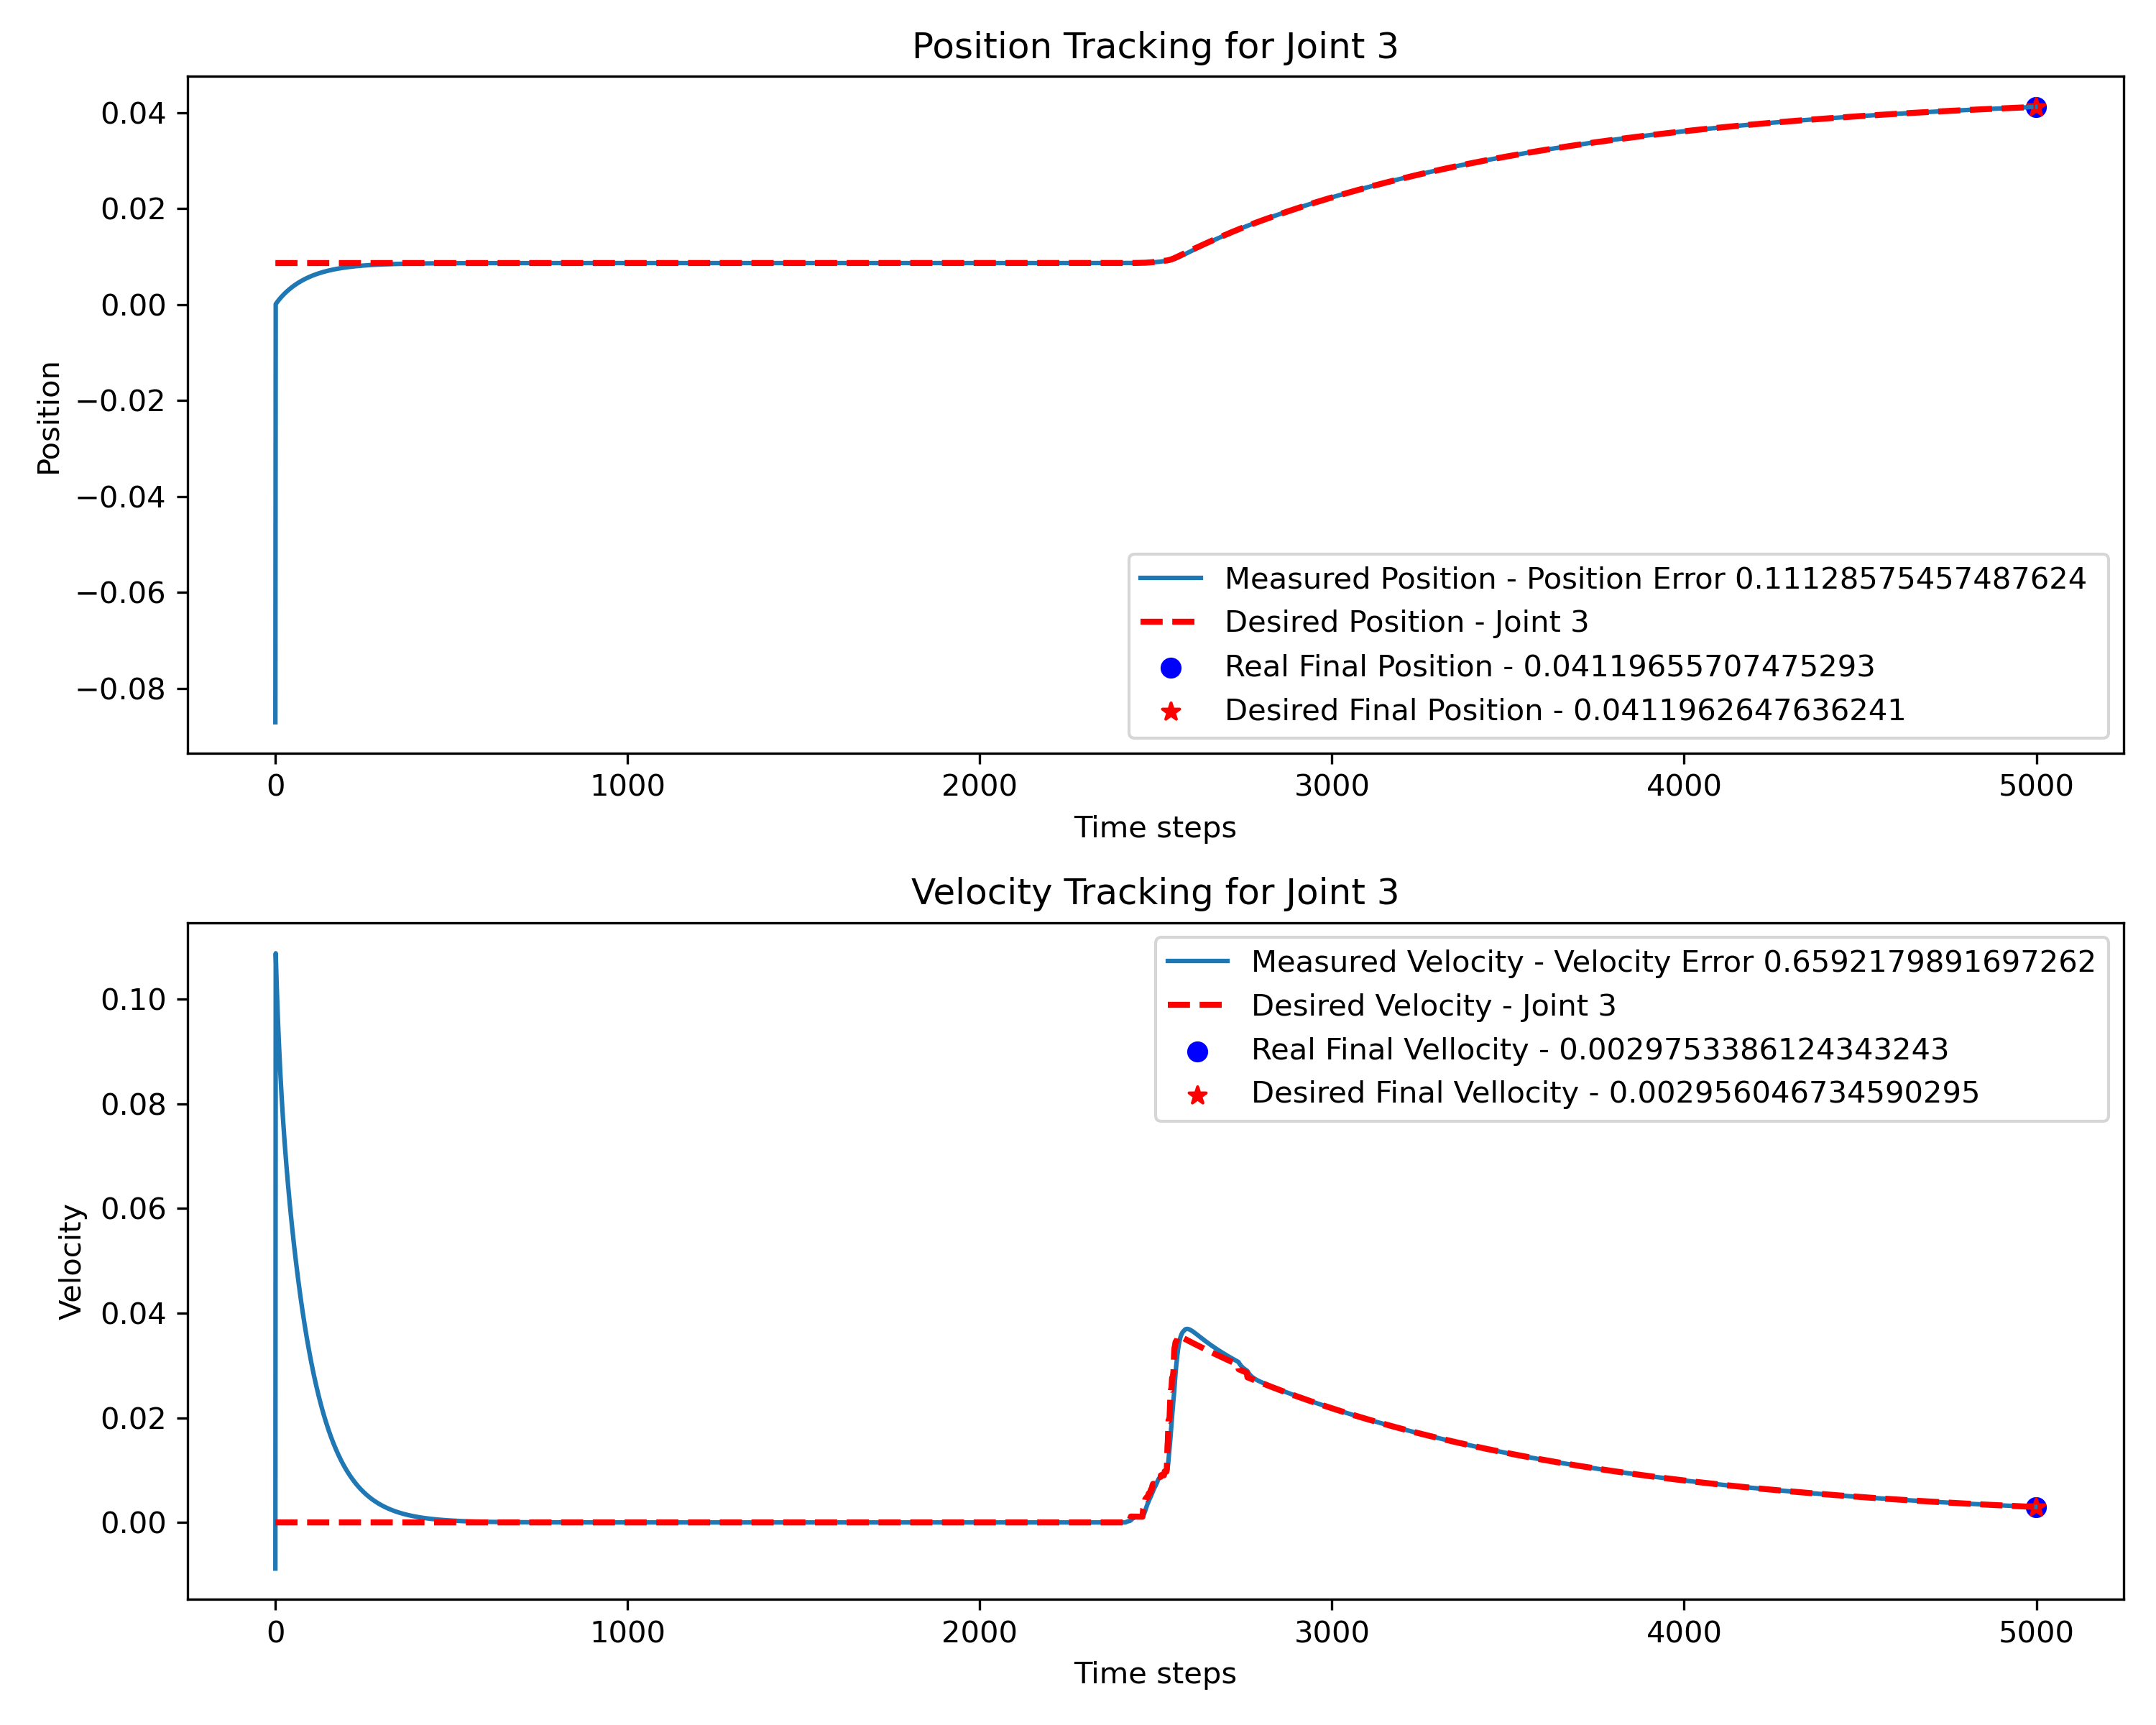 Position Tracking for Joint 3
0.04
0.02
0.00
−0.02
−0.04
−0.06
−0.08
Position
Measured Position - Position Error 0.11128575457487624
Desired Position - Joint 3
Real Final Position - 0.04119655707475293
Desired Final Position - 0.0411962647636241
0 1000 2000 3000 4000 5000
Time steps
Velocity Tracking for Joint 3
0.10
0.08
0.06
0.04
0.02
0.00
Velocity
Measured Velocity - Velocity Error 0.6592179891697262
Desired Velocity - Joint 3
Real Final Vellocity - 0.0029753386124343243
Desired Final Vellocity - 0.002956046734590295
0 1000 2000 3000 4000 5000
Time steps